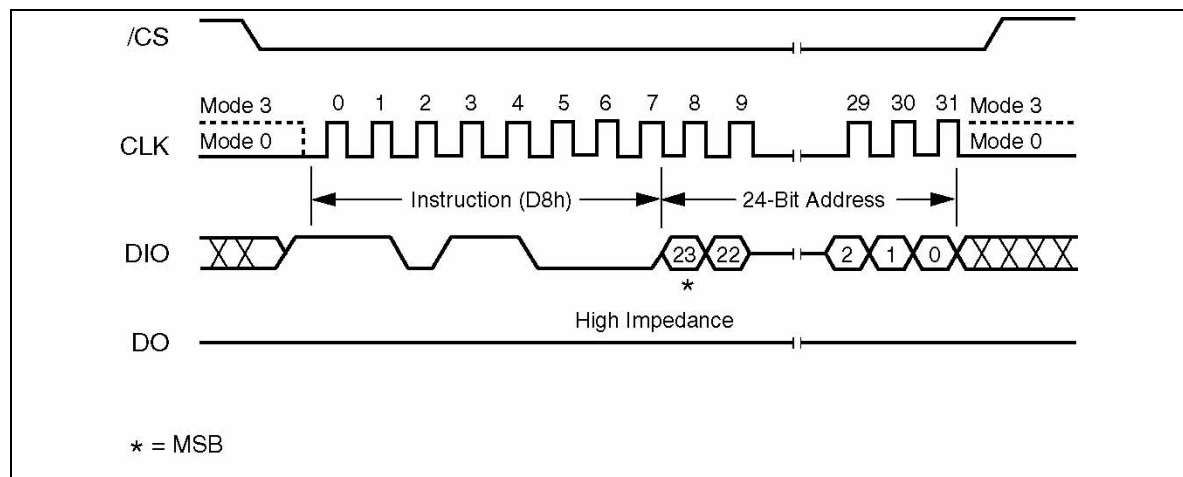 /CS
0 1 2 3 4 5 6 7 8 9 29 30 31
Mode 3 Mode 3
CLK Mode 0 Mode 0
Instruction (D8h) 24-Bit Address
DIO 23 22 2 1 0
*
High Impedance
DO
* = MSB